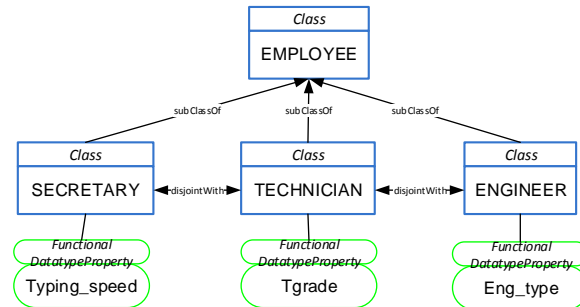 Class
EMPLOYEE
subClassOf
subClassOf
subClassOf
Class
SECRETARY
disjointWith
Class
TECHNICIAN
disjointWith
Class
ENGINEER
Functional
DatatypeProperty
Typing_speed
Functional
DatatypeProperty
Tgrade
Functional
DatatypeProperty
Eng_type